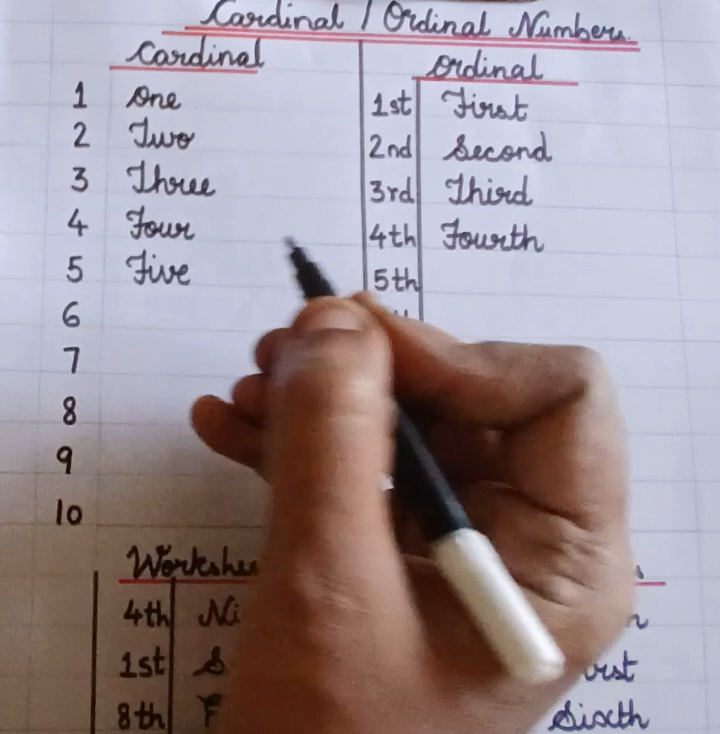 Cardinal / Ordinal Numbers
Cardinal Ordinal
1 One 1st First
2 Two 2nd Second
3 Three 3rd Third
4 Four 4th Fourth
5 Five 5th
6
7
8
9
10
4th
1st
8th Sixth